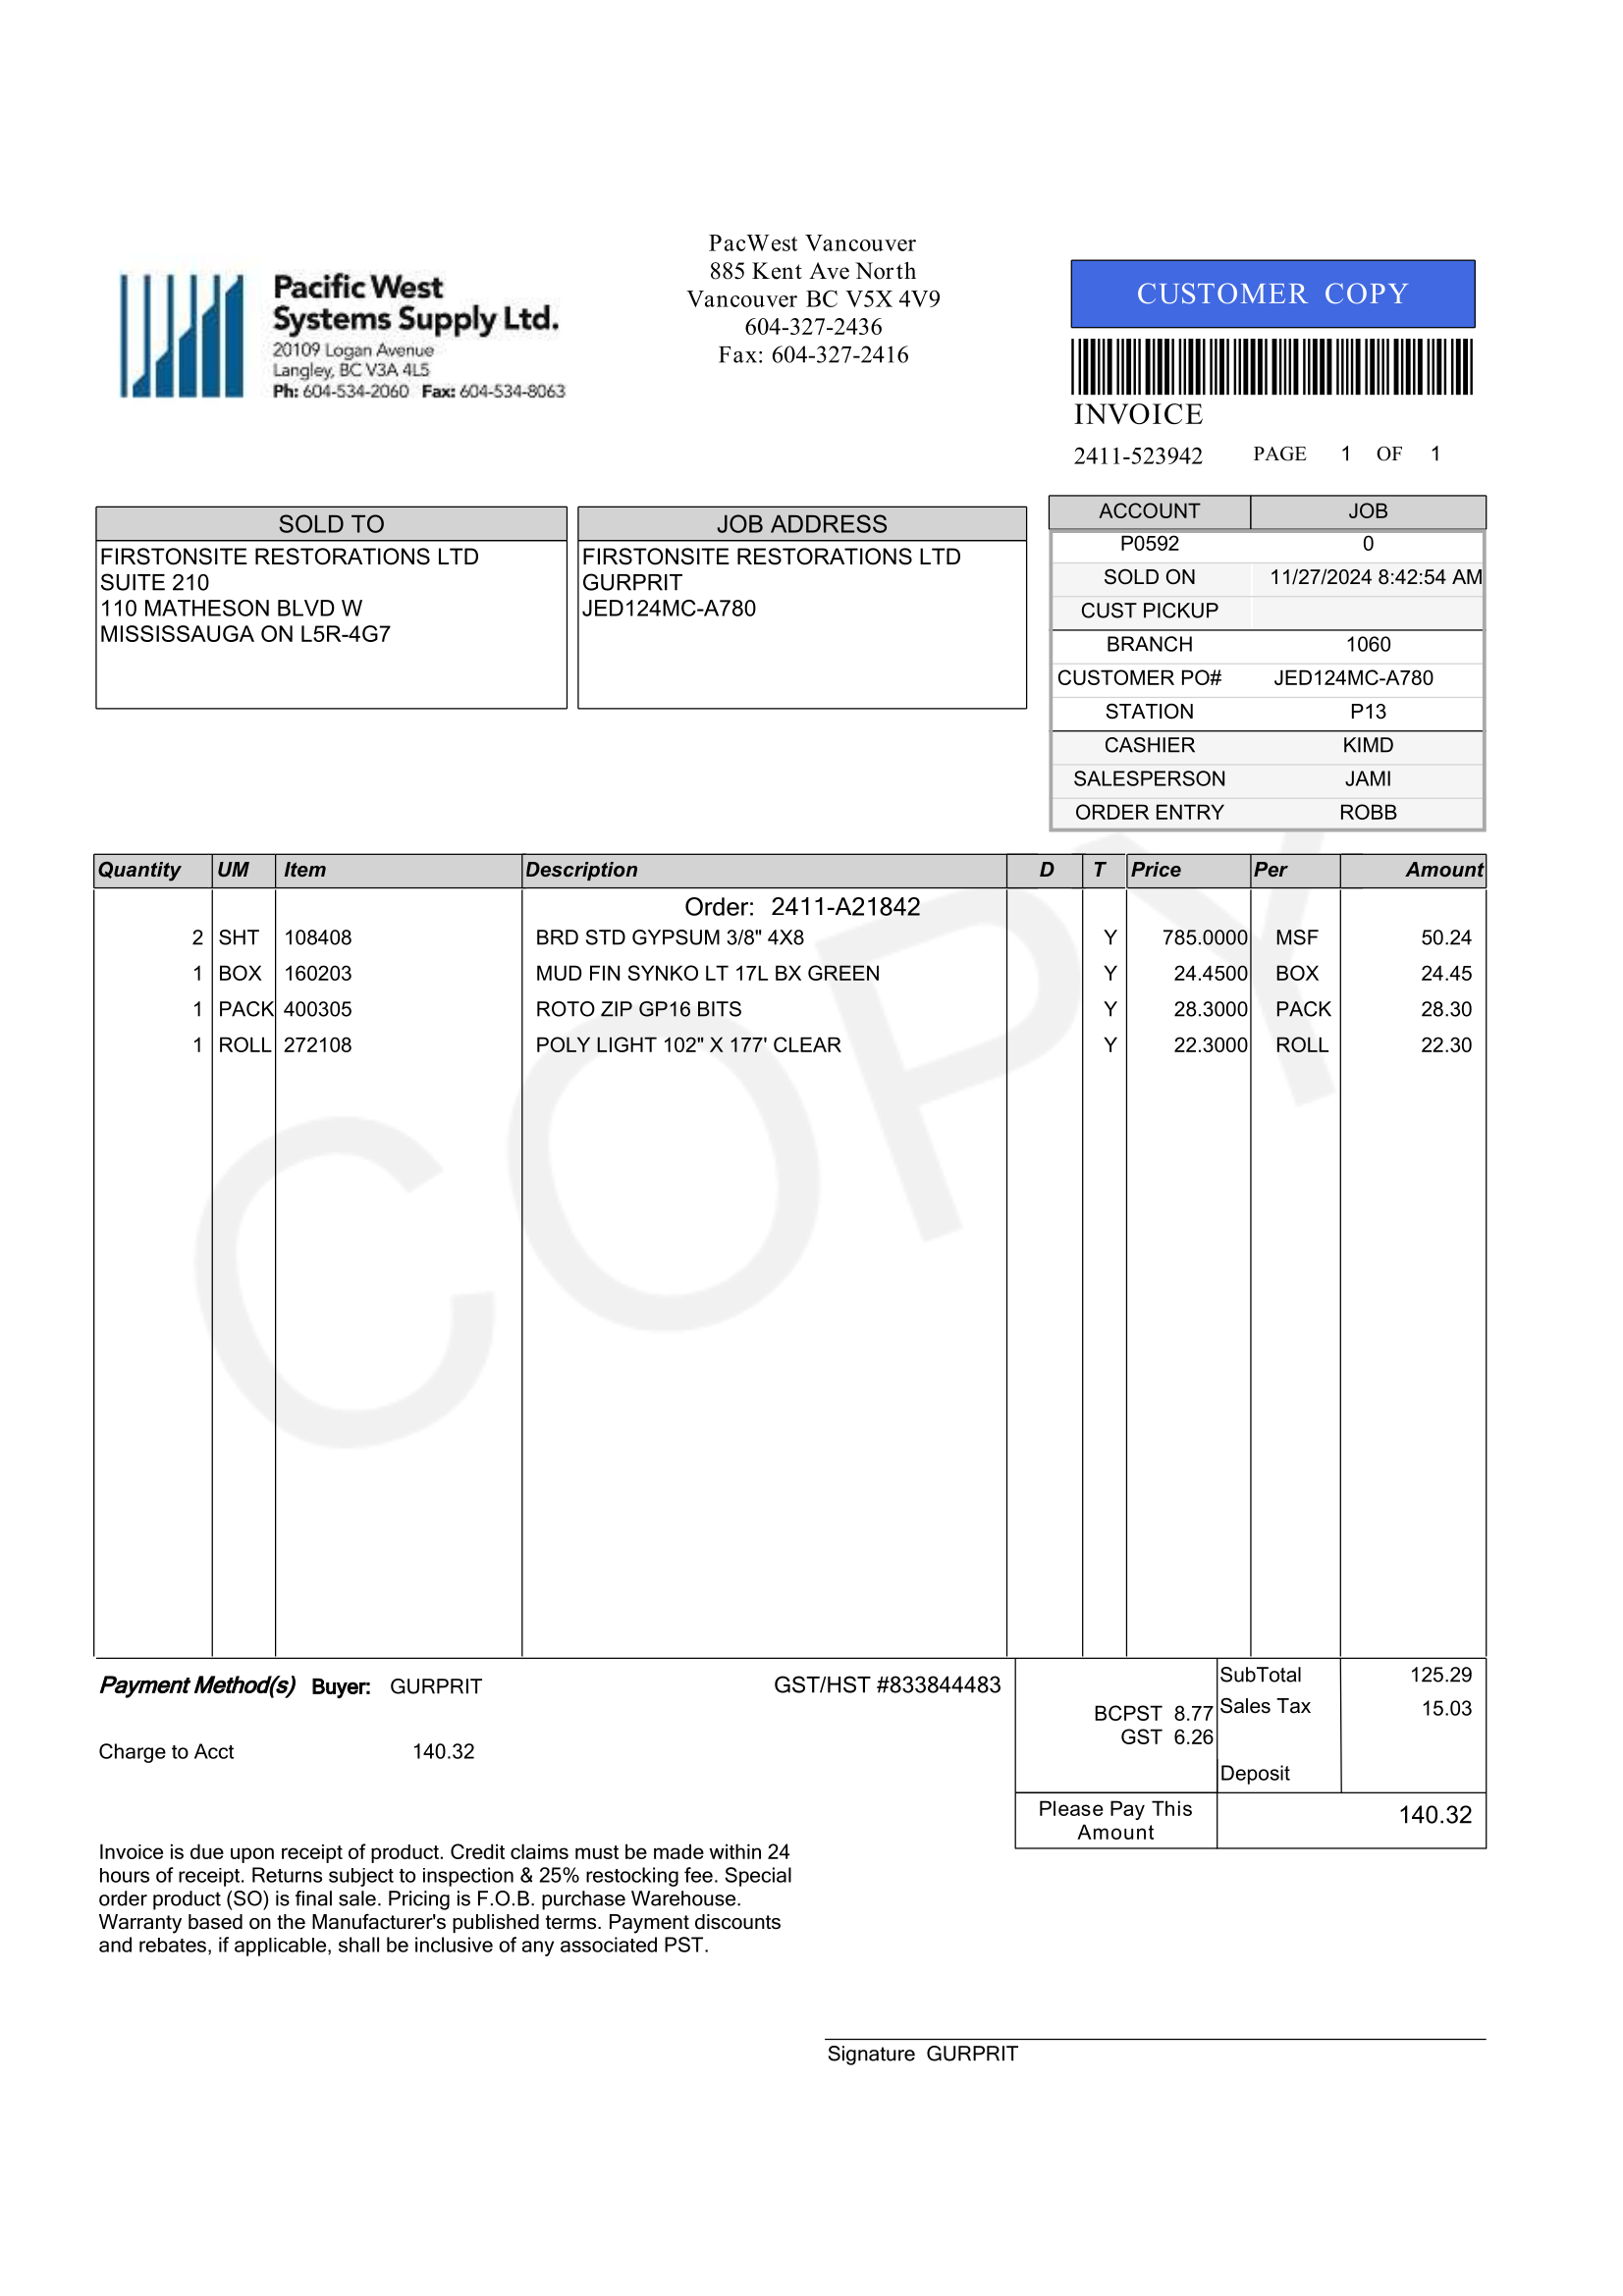 Pacific West
Systems Supply Ltd.
20109 Logan Avenue
Langley, BC V3A 4L5
Ph: 604-534-2060 Fax: 604-534-8063
PacWest Vancouver
885 Kent Ave North
Vancouver BC V5X 4V9
604-327-2436
Fax: 604-327-2416
CUSTOMER COPY
INVOICE
2411-523942 PAGE 1 OF 1
SOLD TO
FIRSTONSITE RESTORATIONS LTD
SUITE 210
110 MATHESON BLVD W
MISSISSAUGA ON L5R-4G7
JOB ADDRESS
FIRSTONSITE RESTORATIONS LTD
GURPRIT
JED124MC-A780
ACCOUNT JOB
P0592 0
SOLD ON 11/27/2024 8:42:54 AM
CUST PICKUP
BRANCH 1060
CUSTOMER PO# JED124MC-A780
STATION P13
CASHIER KIMD
SALESPERSON JAMI
ORDER ENTRY ROBB
Quantity UM Item Description D T Price Per Amount
Order: 2411-A21842
2 SHT 108408 BRD STD GYPSUM 3/8" 4X8 Y 785.0000 MSF 50.24
1 BOX 160203 MUD FIN SYNKO LT 17L BX GREEN Y 24.4500 BOX 24.45
1 PACK 400305 ROTO ZIP GP16 BITS Y 28.3000 PACK 28.30
1 ROLL 272108 POLY LIGHT 102" X 177' CLEAR Y 22.3000 ROLL 22.30
COPY
Payment Method(s) Buyer: GURPRIT GST/HST #833844483
Charge to Acct 140.32
SubTotal 125.29
BCPST 8.77 Sales Tax 15.03
GST 6.26
Deposit
Please Pay This
Amount
140.32
Invoice is due upon receipt of product. Credit claims must be made within 24
hours of receipt. Returns subject to inspection & 25% restocking fee. Special
order product (SO) is final sale. Pricing is F.O.B. purchase Warehouse.
Warranty based on the Manufacturer's published terms. Payment discounts
and rebates, if applicable, shall be inclusive of any associated PST.
Signature GURPRIT